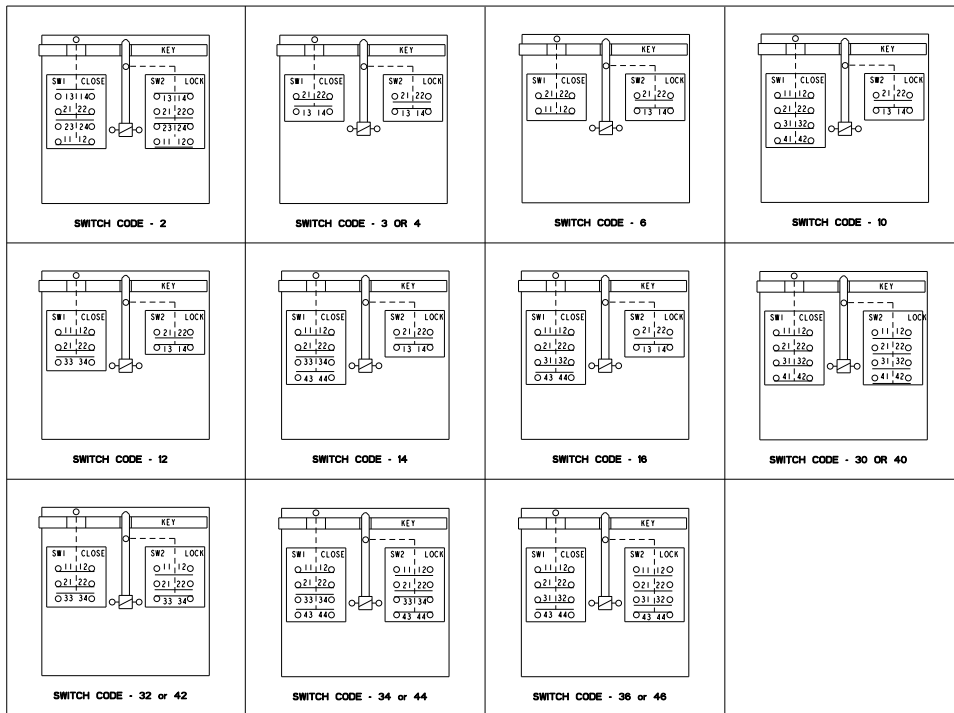 KEY
SW1 CLOSE SW2 LOCK
13 14 13 14
21 22 21 22
23 24 23 24
11 12 11 12
SWITCH CODE - 2
KEY
SW1 CLOSE SW2 LOCK
21 22 21 22
13 14 13 14
SWITCH CODE - 3 OR 4
KEY
SW1 CLOSE SW2 LOCK
21 22 21 22
11 12 13 14
SWITCH CODE - 6
KEY
SW1 CLOSE SW2 LOCK
11 12 21 22
21 22 13 14
31 32
41 42
SWITCH CODE - 10
KEY
SW1 CLOSE SW2 LOCK
11 12 21 22
21 22 13 14
33 34
SWITCH CODE - 12
KEY
SW1 CLOSE SW2 LOCK
11 12 21 22
21 22 13 14
33 34
43 44
SWITCH CODE - 14
KEY
SW1 CLOSE SW2 LOCK
11 12 21 22
21 22 13 14
31 32
43 44
SWITCH CODE - 16
KEY
SW1 CLOSE SW2 LOCK
11 12 11 12
21 22 21 22
31 32 31 32
41 42 41 42
SWITCH CODE - 30 OR 40
KEY
SW1 CLOSE SW2 LOCK
11 12 11 12
21 22 21 22
33 34 33 34
SWITCH CODE - 32 or 42
KEY
SW1 CLOSE SW2 LOCK
11 12 11 12
21 22 21 22
33 34 33 34
43 44 43 44
SWITCH CODE - 34 or 44
KEY
SW1 CLOSE SW2 LOCK
11 12 11 12
21 22 21 22
31 32 31 32
43 44 43 44
SWITCH CODE - 36 or 46